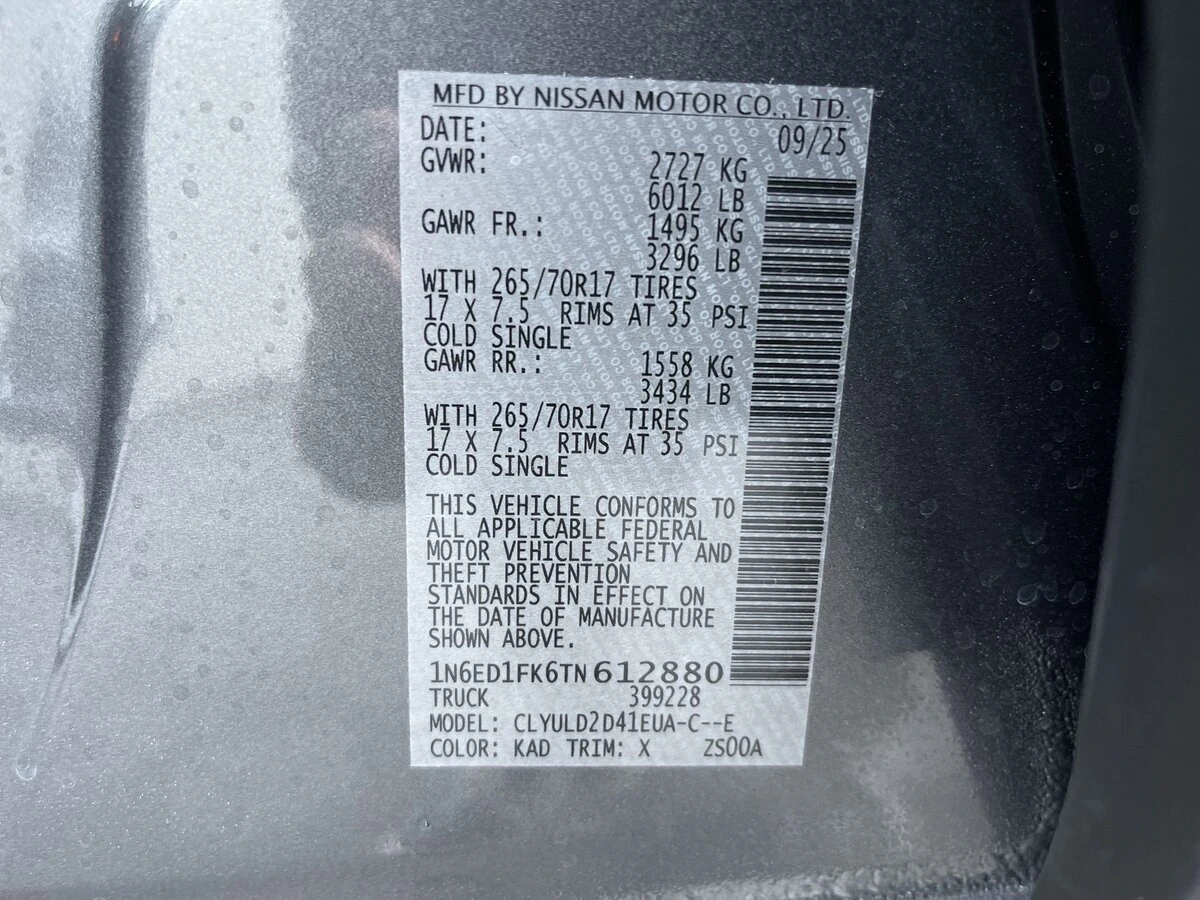 MFD BY NISSAN MOTOR CO., LTD.
DATE: 09/25
GVWR: 2727 KG
6012 LB
GAWR FR.: 1495 KG
3296 LB
WITH 265/70R17 TIRES
17 X 7.5 RIMS AT 35 PSI
COLD SINGLE
GAWR RR.: 1558 KG
3434 LB
WITH 265/70R17 TIRES
17 X 7.5 RIMS AT 35 PSI
COLD SINGLE
THIS VEHICLE CONFORMS TO
ALL APPLICABLE FEDERAL
MOTOR VEHICLE SAFETY AND
THEFT PREVENTION
STANDARDS IN EFFECT ON
THE DATE OF MANUFACTURE
SHOWN ABOVE.
1N6ED1FK6TN612880
TRUCK 399228
MODEL: CLYULD2D41EUA-C--E
COLOR: KAD TRIM: X ZS00A